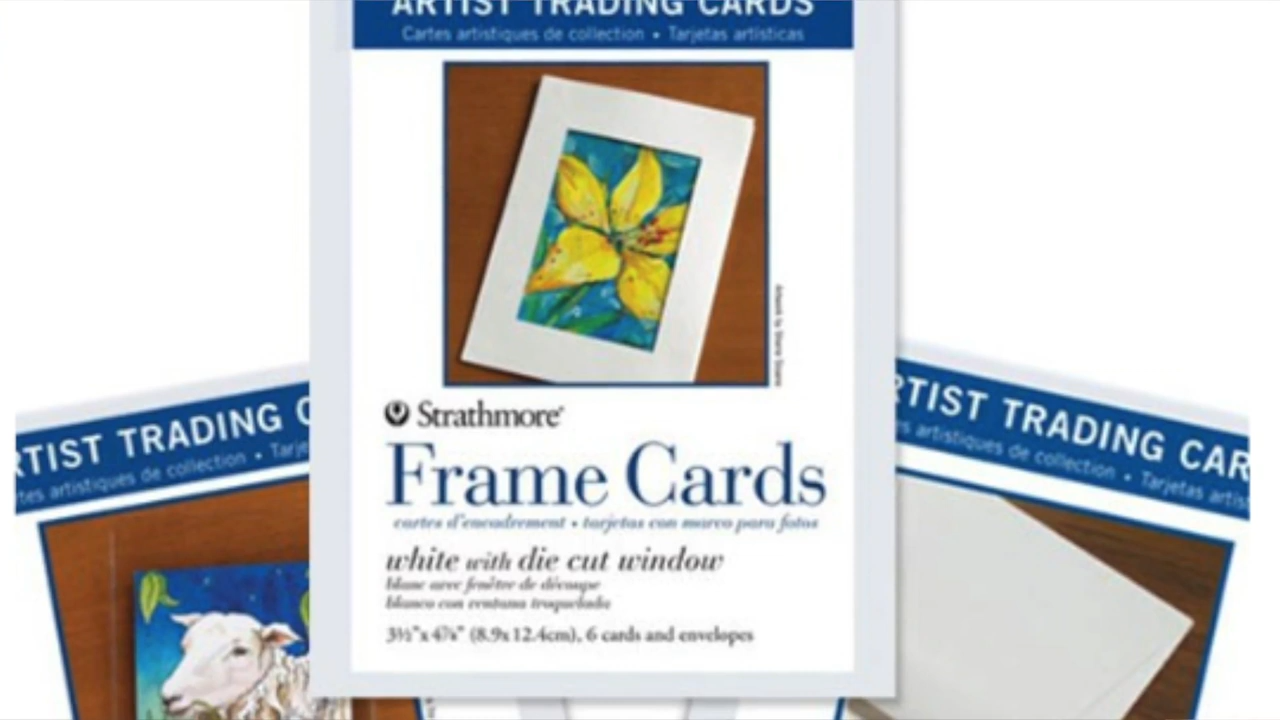 ARTIST TRADING CARDS
Cartes artistiques de collection • Tarjetas artísticas
Strathmore®
Frame Cards
cartes d'encadrement • tarjetas con marco para fotos
white with die cut window
blanc avec fenêtre de découpe
blanco con ventana troquelada
3½"x 4⅞" (8.9x12.4cm), 6 cards and envelopes
RTIST TRADING C
tes artistiques de collection • Tarje
RTIST TRADING CAR
es artistiques de collection • Tarjetas artis